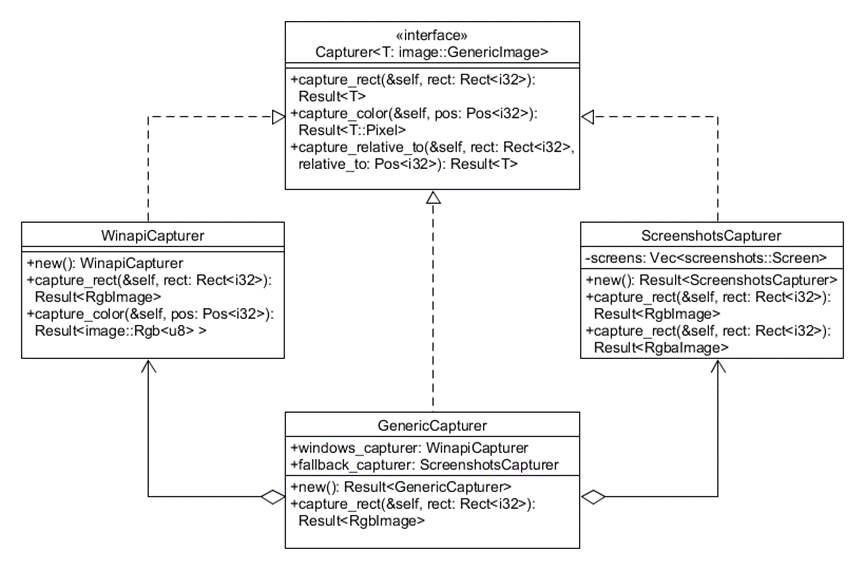 «interface»
Capturer<T: image::GenericImage>
+capture_rect(&self, rect: Rect<i32>):
Result<T>
+capture_color(&self, pos: Pos<i32>):
Result<T::Pixel>
+capture_relative_to(&self, rect: Rect<i32>,
relative_to: Pos<i32>): Result<T>
WinapiCapturer
+new(): WinapiCapturer
+capture_rect(&self, rect: Rect<i32>):
Result<RgbImage>
+capture_color(&self, pos: Pos<i32>):
Result<image::Rgb<u8> >
ScreenshotsCapturer
-screens: Vec<screenshots::Screen>
+new(): Result<ScreenshotsCapturer>
+capture_rect(&self, rect: Rect<i32>):
Result<RgbImage>
+capture_rect(&self, rect: Rect<i32>):
Result<RgbaImage>
GenericCapturer
+windows_capturer: WinapiCapturer
+fallback_capturer: ScreenshotsCapturer
+new(): Result<GenericCapturer>
+capture_rect(&self, rect: Rect<i32>):
Result<RgbImage>